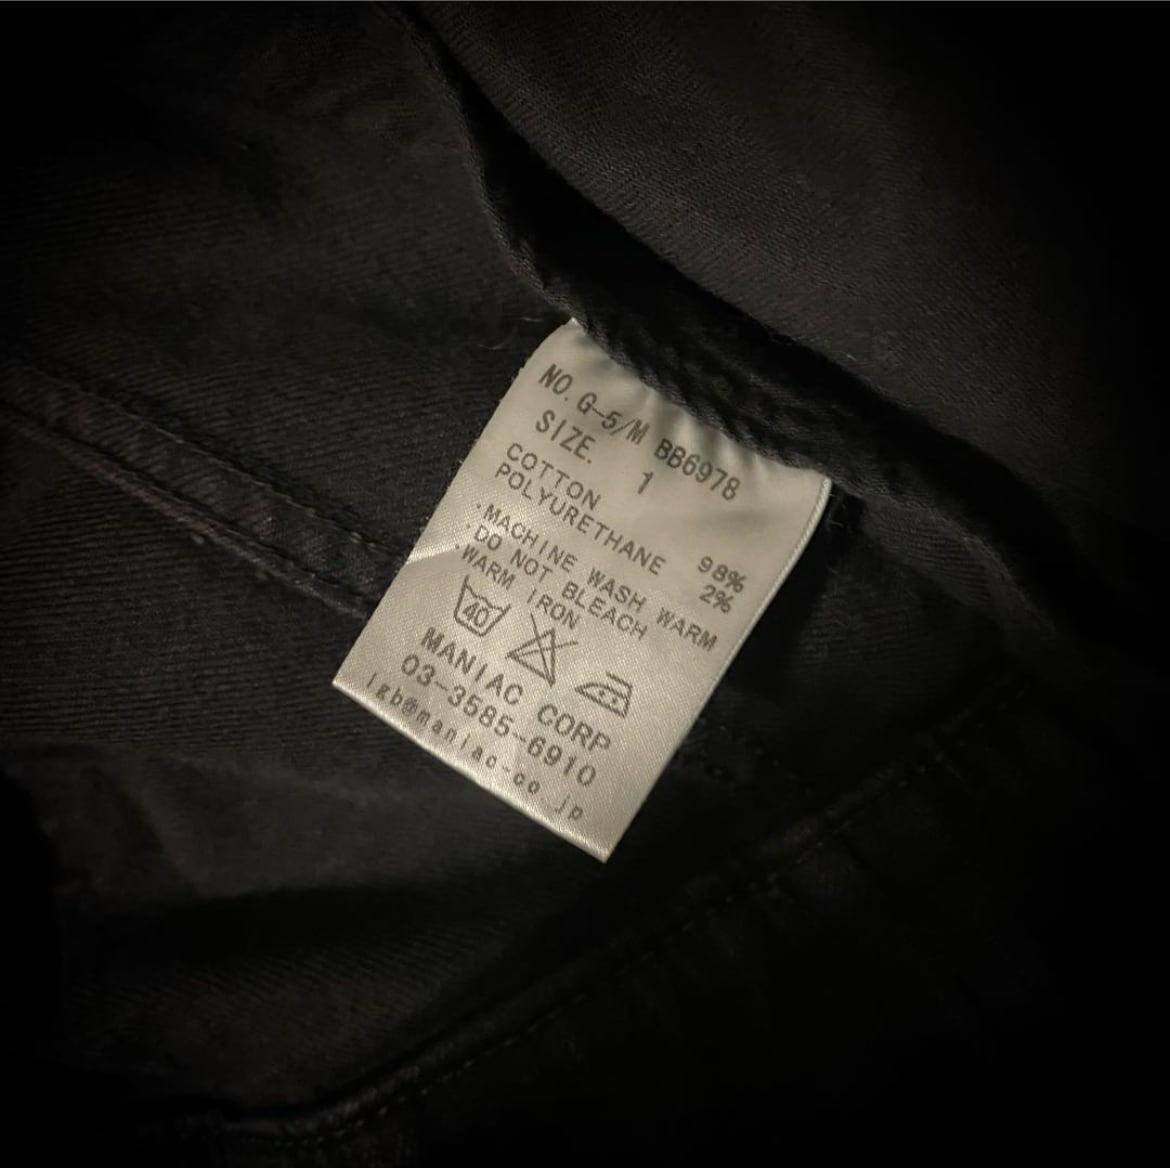 NO. G-5/M BB6978
SIZE. 1
COTTON 98%
POLYURETHANE 2%
·MACHINE WASH WARM
·DO NOT BLEACH
·WARM IRON
40
MANIAC CORP
03-3585-6910
lgb@maniac-co.jp